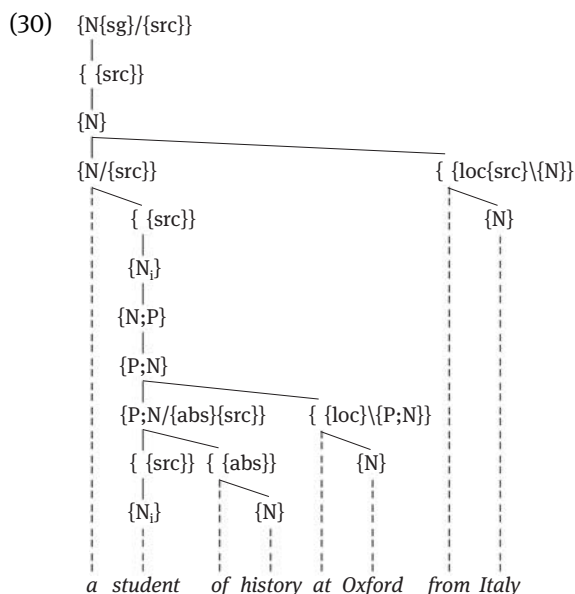 (30) {N{sg}/{src}}
{ {src}}
{N}
{N/{src}} { {loc{src}\{N}}
{ {src}} {N}
{Nᵢ}
{N;P}
{P;N}
{P;N/{abs}{src}} { {loc}\{P;N}}
{ {src}} { {abs}} {N}
{Nᵢ} {N}
a student of history at Oxford from Italy